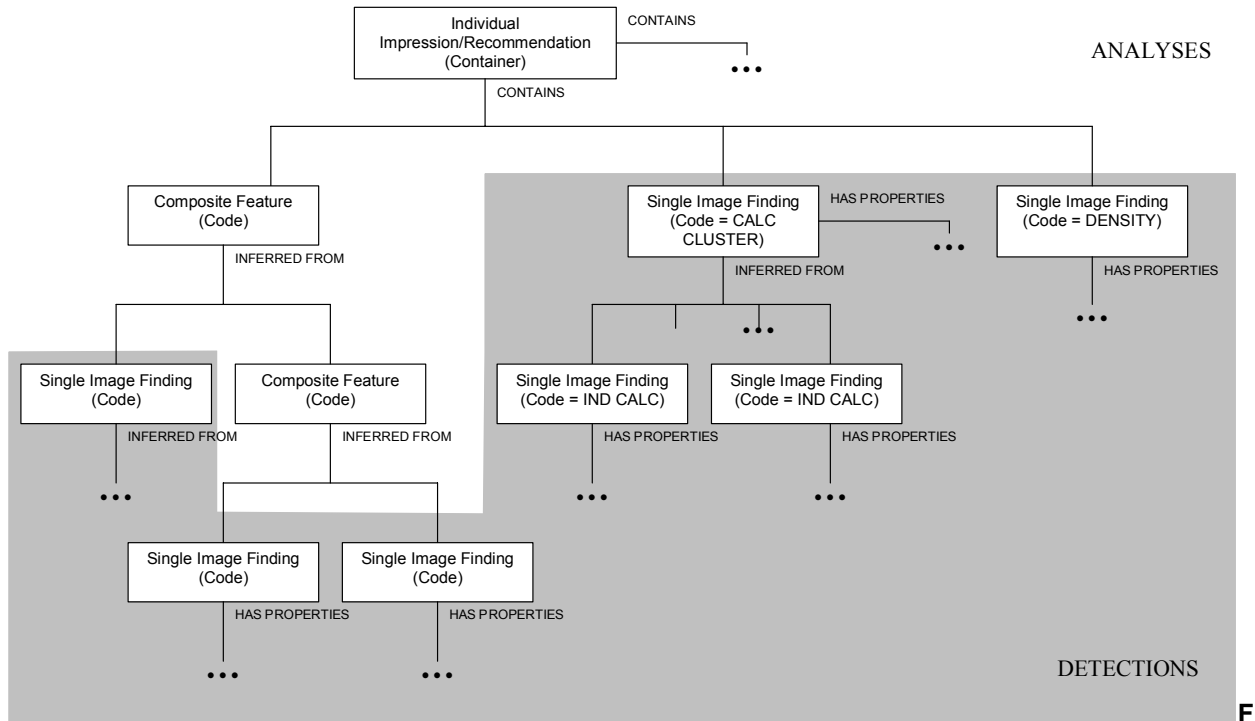 Individual
Impression/Recommendation
(Container)
CONTAINS
•••
ANALYSES
CONTAINS
Composite Feature
(Code)
Single Image Finding
(Code = CALC
CLUSTER)
HAS PROPERTIES
•••
Single Image Finding
(Code = DENSITY)
INFERRED FROM
INFERRED FROM
HAS PROPERTIES
•••
•••
Single Image Finding
(Code)
Composite Feature
(Code)
Single Image Finding
(Code = IND CALC)
Single Image Finding
(Code = IND CALC)
INFERRED FROM
INFERRED FROM
HAS PROPERTIES
HAS PROPERTIES
•••
•••
•••
Single Image Finding
(Code)
Single Image Finding
(Code)
HAS PROPERTIES
HAS PROPERTIES
•••
•••
DETECTIONS
F